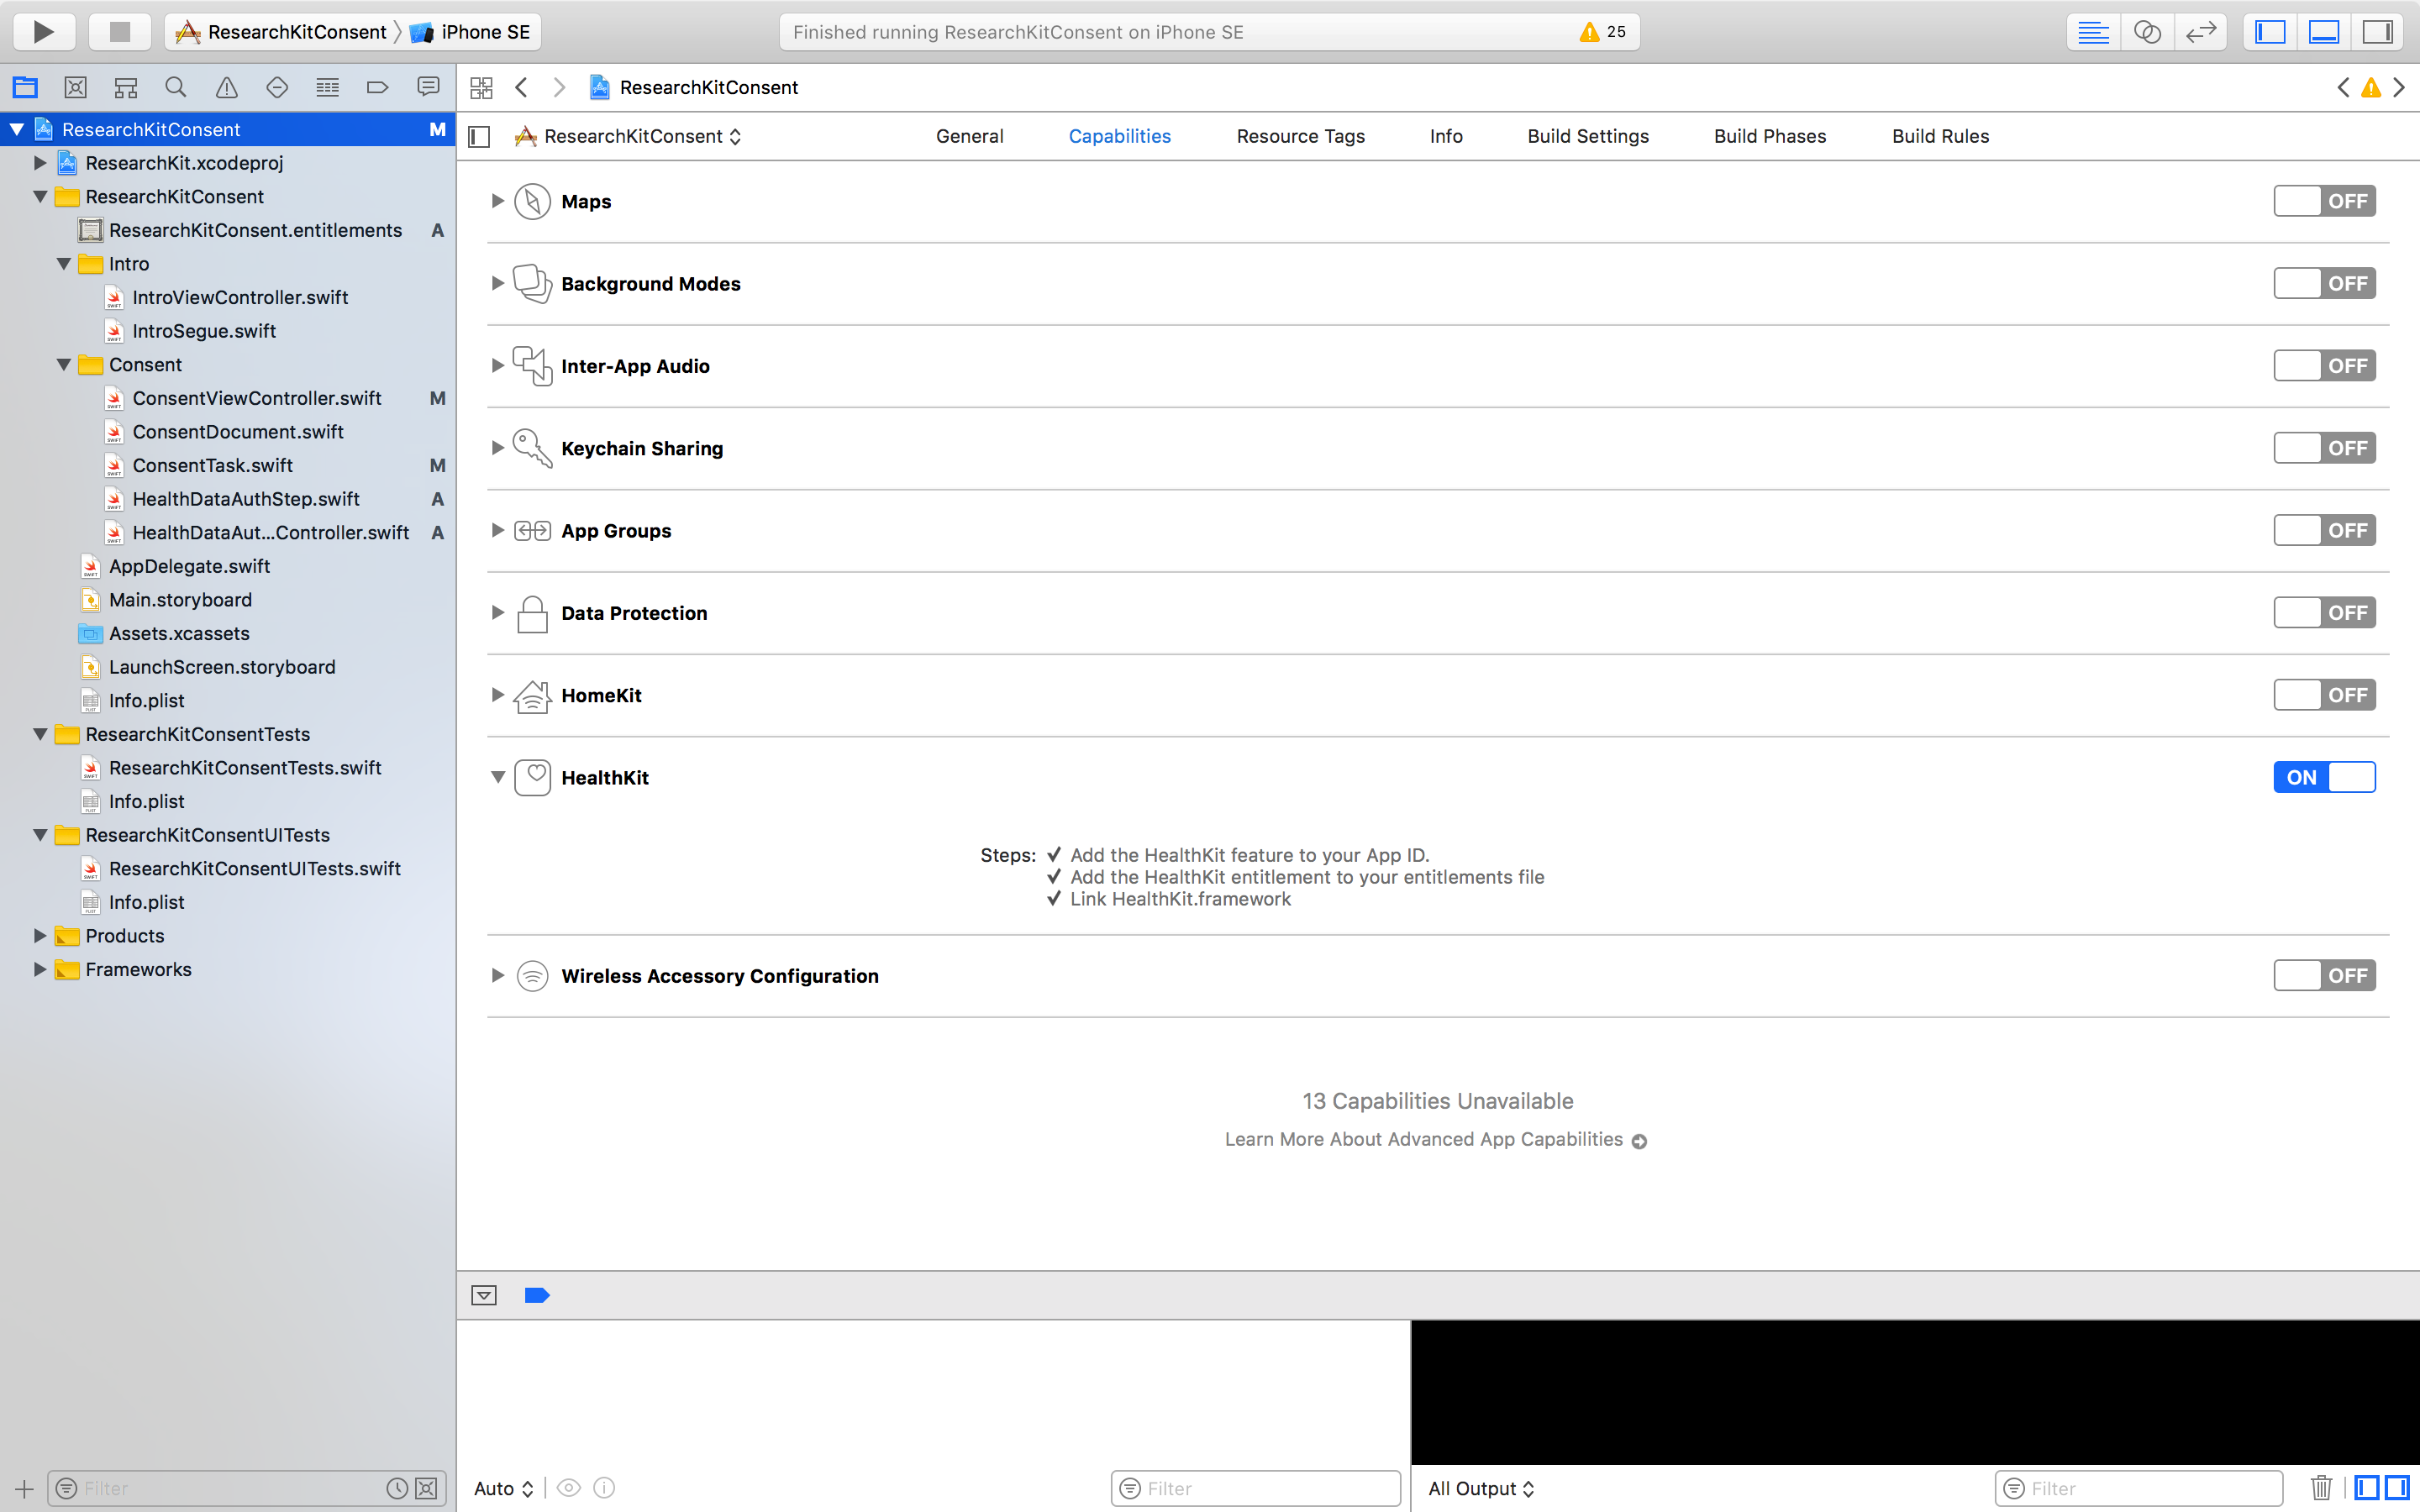 ResearchKitConsent iPhone SE
Finished running ResearchKitConsent on iPhone SE
25
ResearchKitConsent
ResearchKitConsent M
ResearchKit.xcodeproj
ResearchKitConsent
ResearchKitConsent.entitlements A
Intro
IntroViewController.swift
IntroSegue.swift
Consent
ConsentViewController.swift M
ConsentDocument.swift
ConsentTask.swift M
HealthDataAuthStep.swift A
HealthDataAut...Controller.swift A
AppDelegate.swift
Main.storyboard
Assets.xcassets
LaunchScreen.storyboard
Info.plist
ResearchKitConsentTests
ResearchKitConsentTests.swift
Info.plist
ResearchKitConsentUITests
ResearchKitConsentUITests.swift
Info.plist
Products
Frameworks
Filter
ResearchKitConsent General Capabilities Resource Tags Info Build Settings Build Phases Build Rules
Maps OFF
Background Modes OFF
Inter-App Audio OFF
Keychain Sharing OFF
App Groups OFF
Data Protection OFF
HomeKit OFF
HealthKit ON
Steps: ✓ Add the HealthKit feature to your App ID.
✓ Add the HealthKit entitlement to your entitlements file
✓ Link HealthKit.framework
Wireless Accessory Configuration OFF
13 Capabilities Unavailable
Learn More About Advanced App Capabilities
Auto Filter
All Output Filter